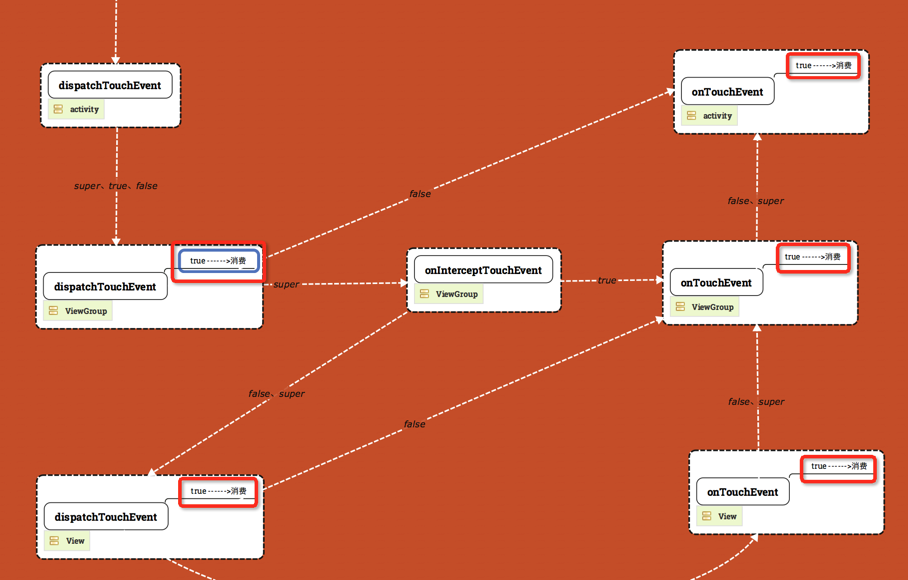 true ------>消费
onTouchEvent
activity
dispatchTouchEvent
activity
super、true、false
false
false、super
true ------>消费
dispatchTouchEvent
ViewGroup
super
onInterceptTouchEvent
ViewGroup
true
true ------>消费
onTouchEvent
ViewGroup
false、super
false
false、super
true ------>消费
dispatchTouchEvent
View
true ------>消费
onTouchEvent
View